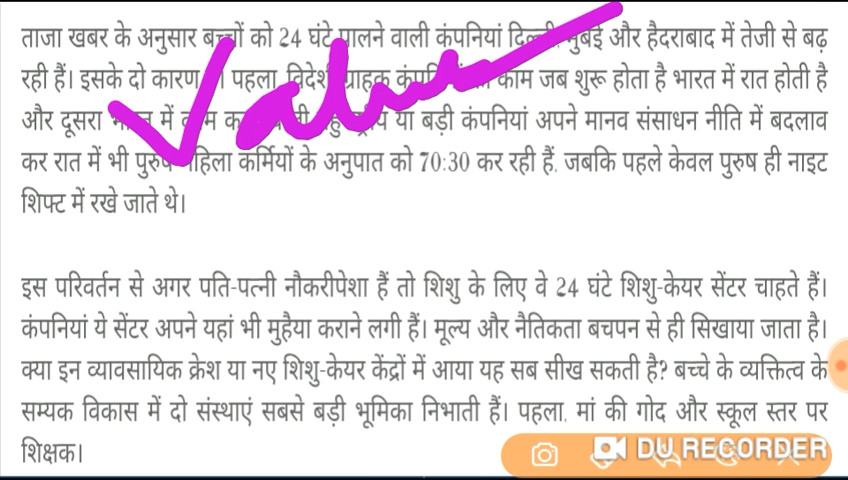 ताजा खबर के अनुसार बच्चों को 24 घंटे पालने वाली कंपनियां दिल्ली, मुंबई और हैदराबाद में तेजी से बढ़
रही हैं। इसके दो कारण पहला विदेशी ग्राहक काम जब शुरू होता है भारत में रात होती है
और दूसरा में या बड़ी कंपनियां अपने मानव संसाधन नीति में बदलाव
कर रात में भी पुरुष महिला कर्मियों के अनुपात को 70:30 कर रही हैं, जबकि पहले केवल पुरुष ही नाइट
शिफ्ट में रखे जाते थे।
इस परिवर्तन से अगर पति-पत्नी नौकरीपेशा हैं तो शिशु के लिए वे 24 घंटे शिशु-केयर सेंटर चाहते हैं।
कंपनियां ये सेंटर अपने यहां भी मुहैया कराने लगी हैं। मूल्य और नैतिकता बचपन से ही सिखाया जाता है।
क्या इन व्यावसायिक क्रेश या नए शिशु-केयर केंद्रों में आया यह सब सीख सकती है? बच्चे के व्यक्तित्व के
सम्यक विकास में दो संस्थाएं सबसे बड़ी भूमिका निभाती हैं। पहला, मां की गोद और स्कूल स्तर पर
शिक्षक।
Value
DU RECORDER